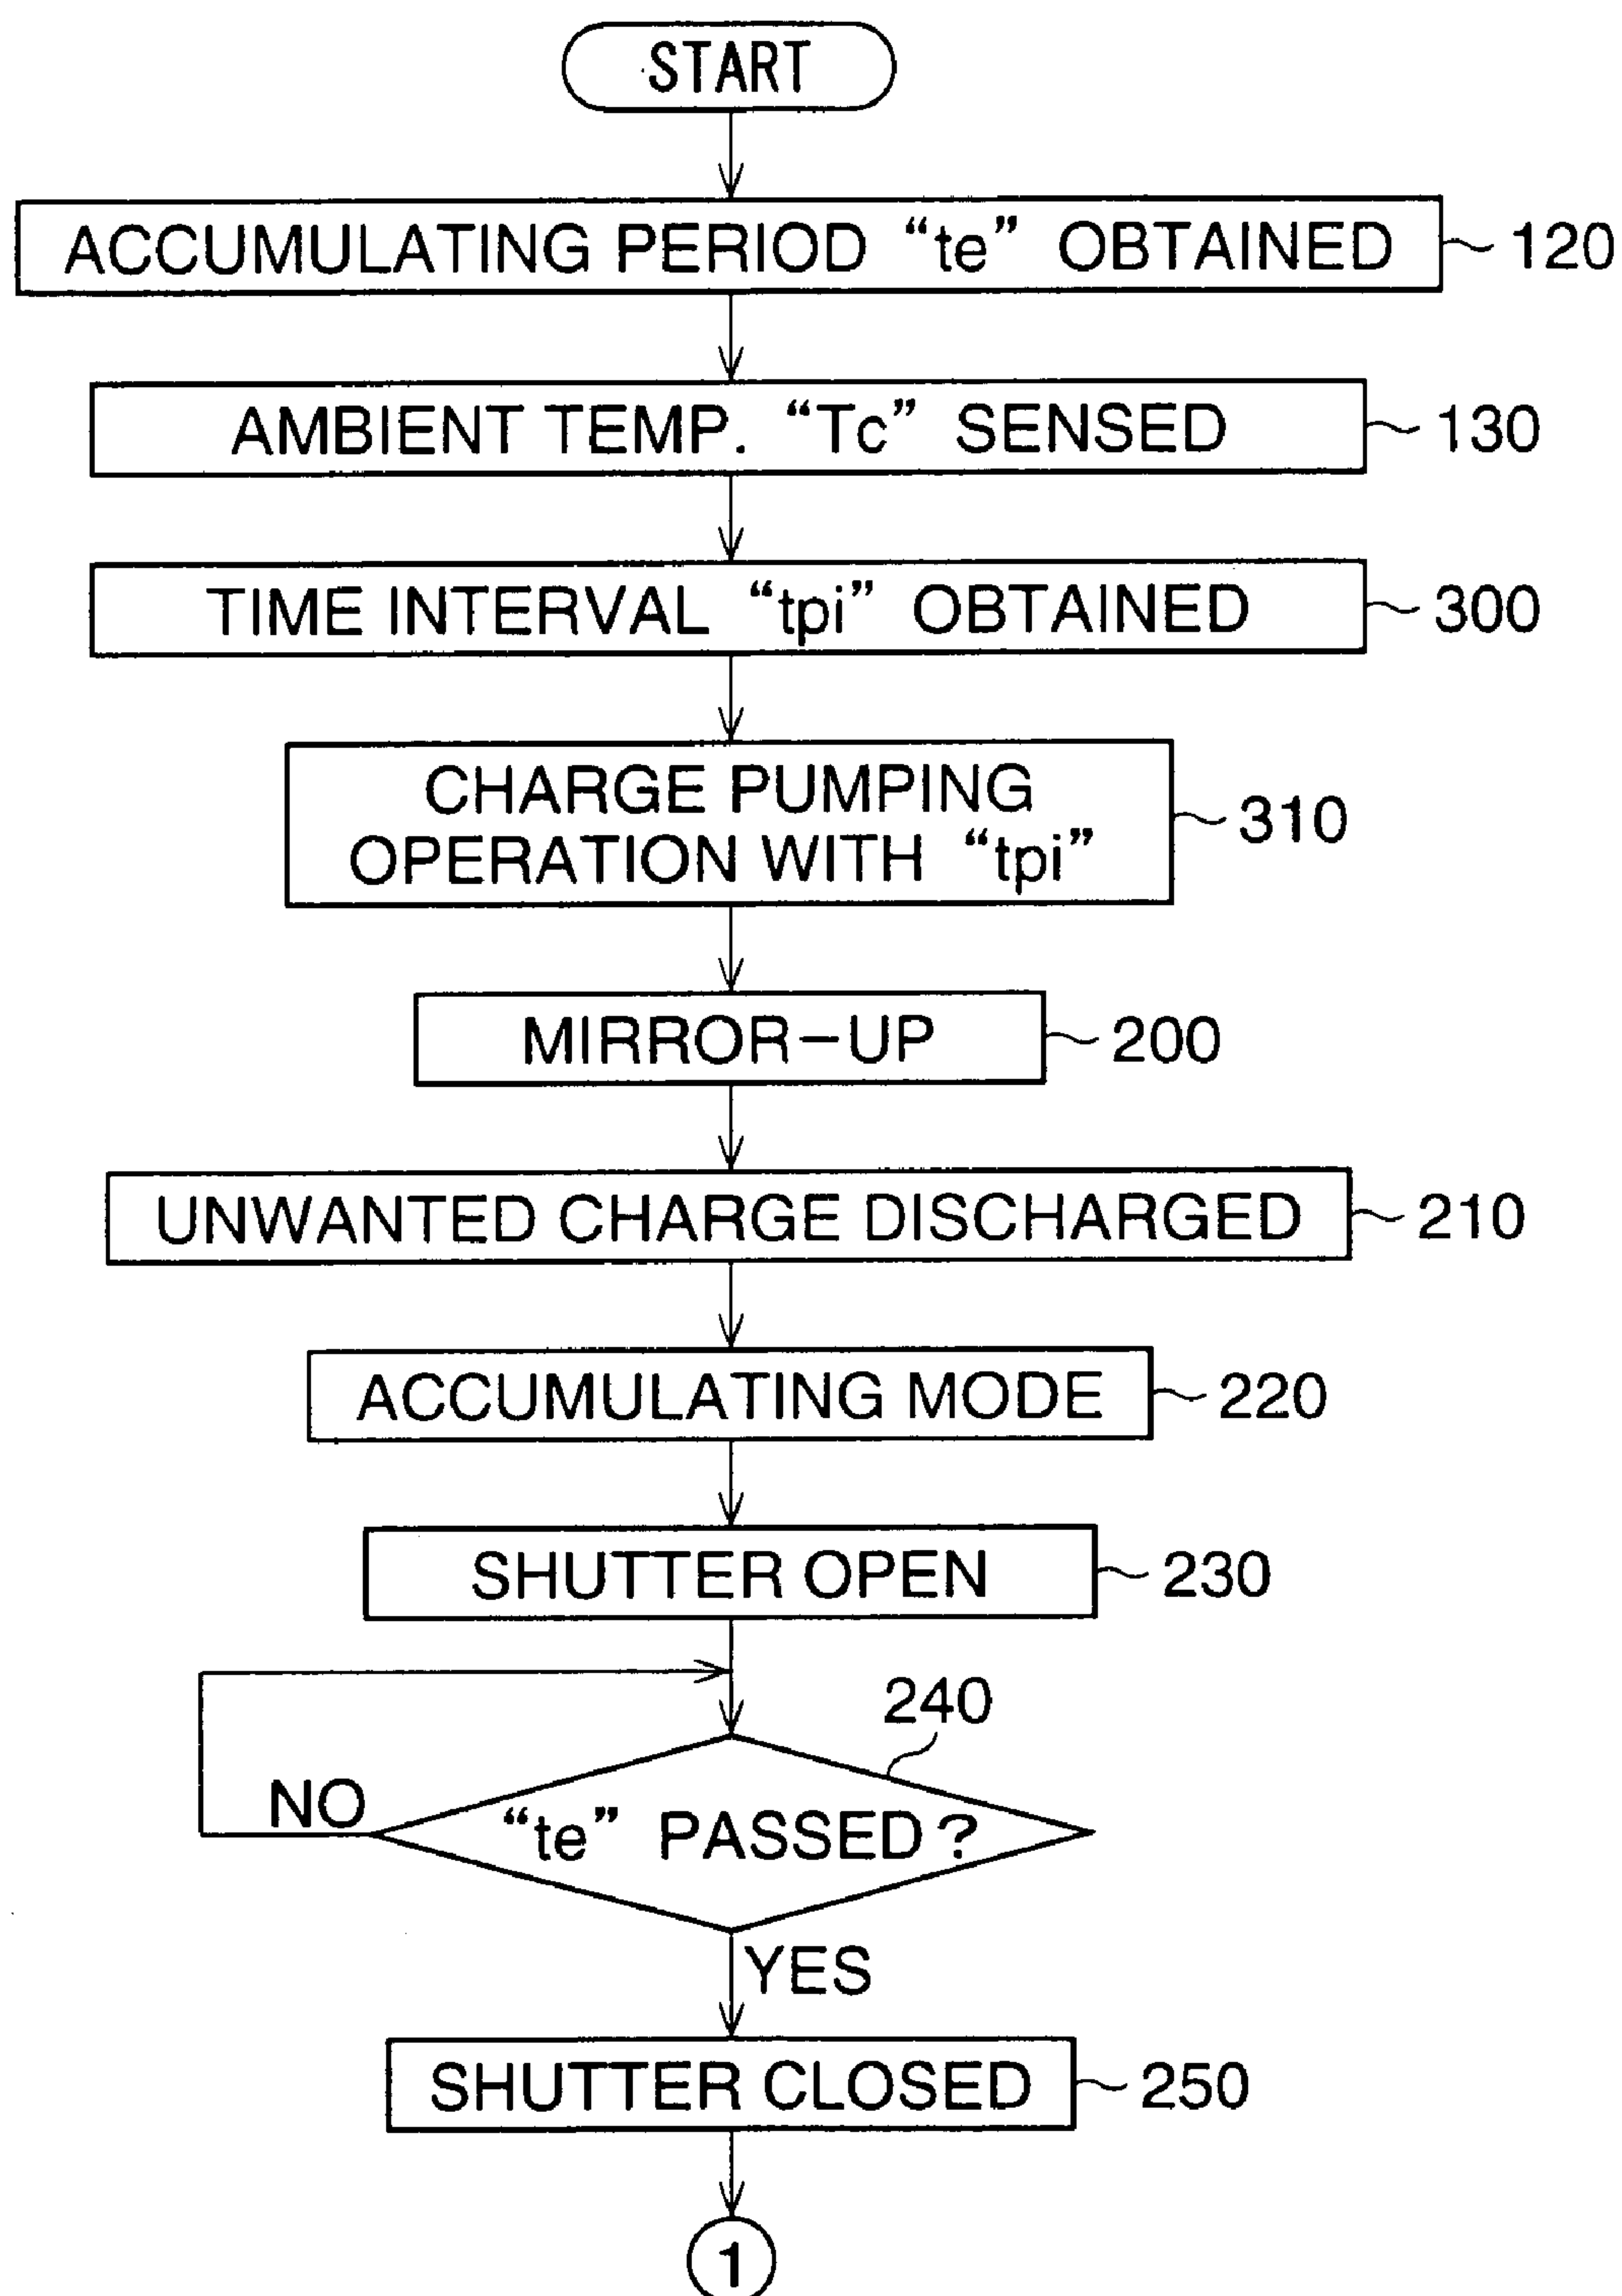 START
ACCUMULATING PERIOD “te” OBTAINED 120
AMBIENT TEMP. “Tc” SENSED 130
TIME INTERVAL “tpi” OBTAINED 300
CHARGE PUMPING
OPERATION WITH “tpi”
310
MIRROR-UP 200
UNWANTED CHARGE DISCHARGED 210
ACCUMULATING MODE 220
SHUTTER OPEN 230
240
NO
“te” PASSED?
YES
SHUTTER CLOSED 250
1